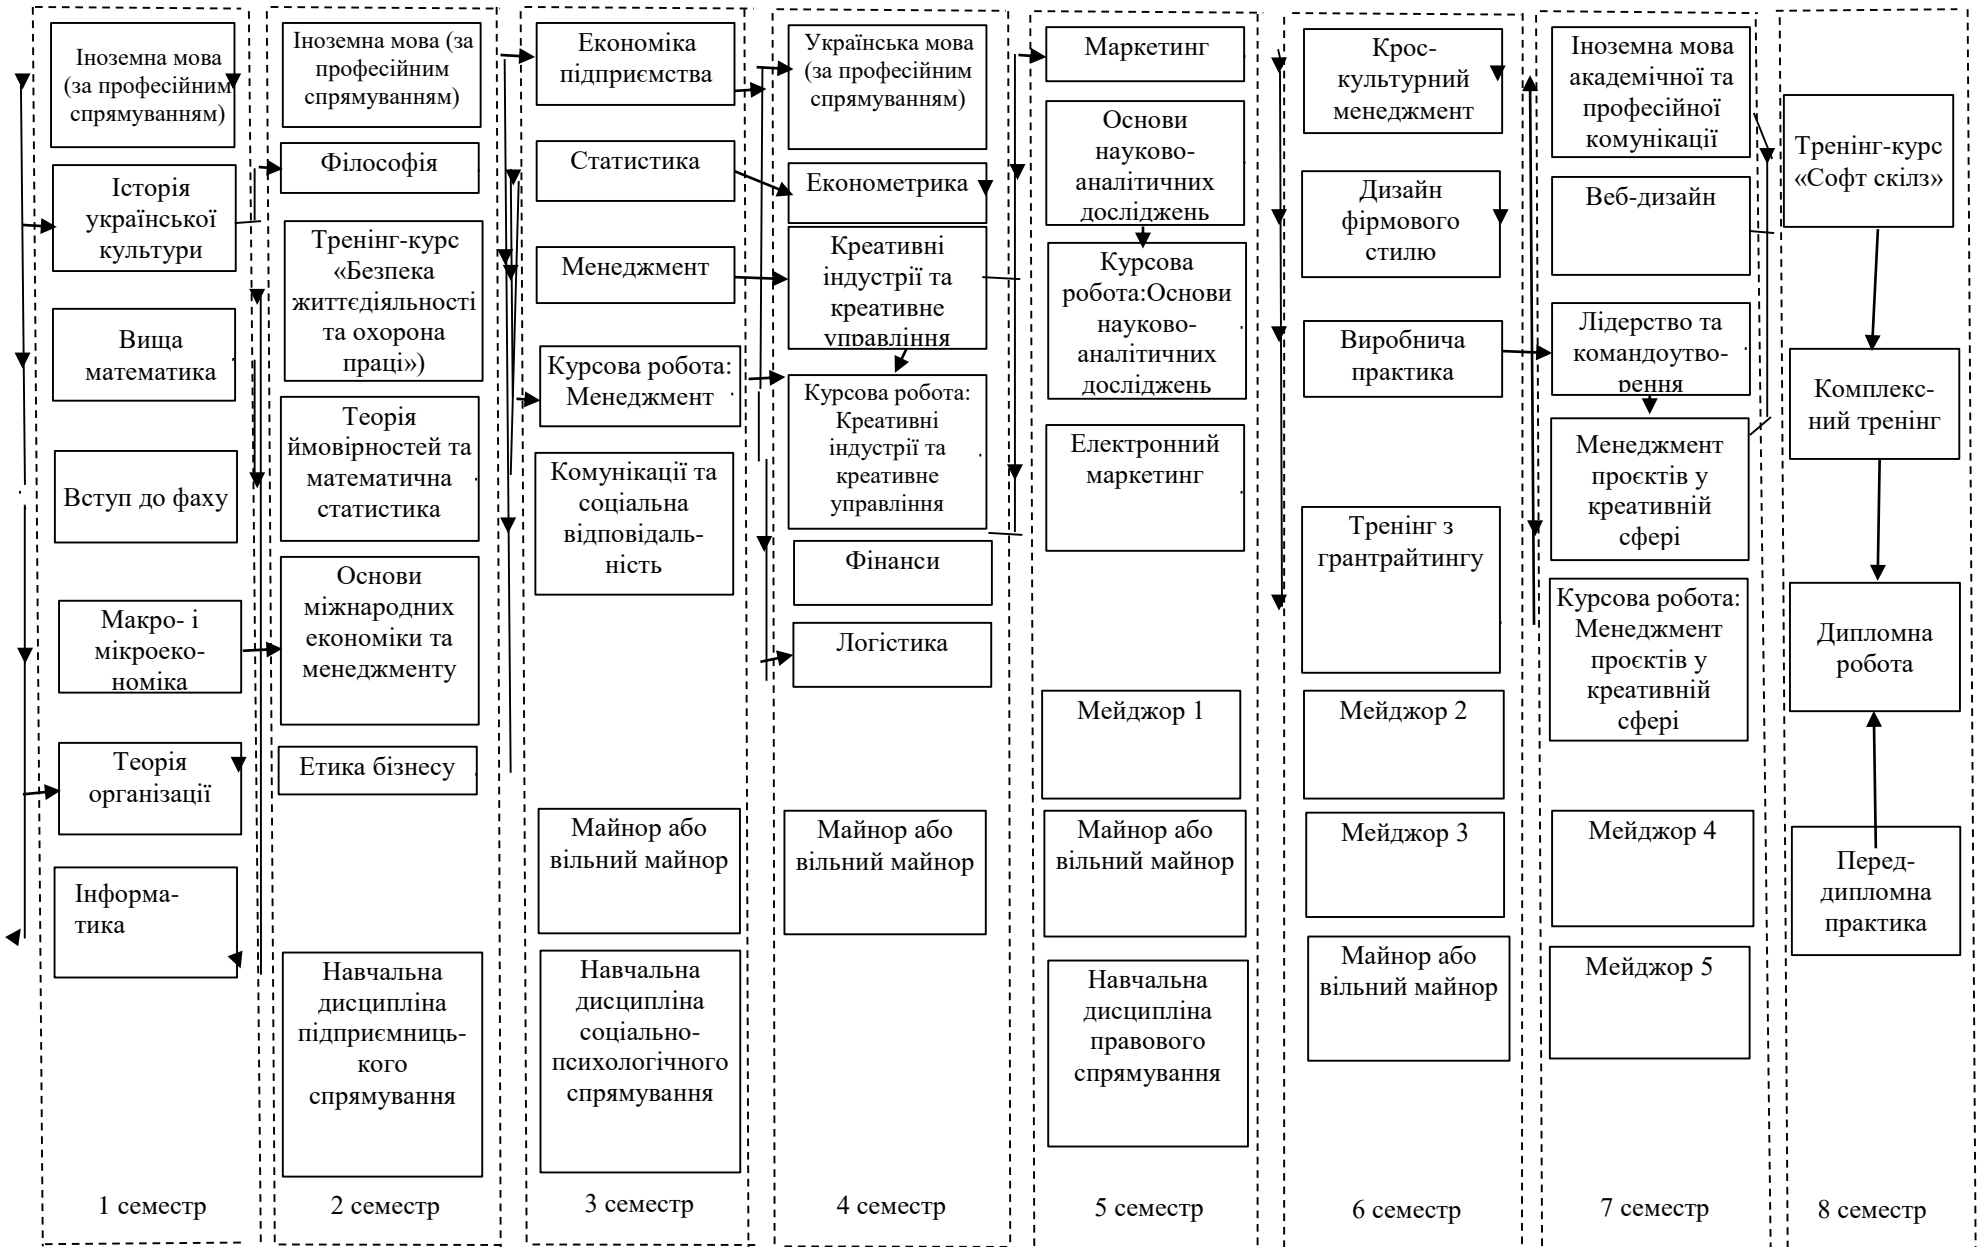 Іноземна мова
(за професійним
спрямуванням)
Історія
української
культури
Вища
математика
Вступ до фаху
Макро- і
мікроеко-
номіка
Теорія
організації
Інформа-
тика
1 семестр
Іноземна мова (за
професійним
спрямуванням)
Філософія
Тренінг-курс
«Безпека
життєдіяльності
та охорона
праці»)
Теорія
ймовірностей та
математична
статистика
Основи
міжнародних
економіки та
менеджменту
Етика бізнесу
Навчальна
дисципліна
підприємниць-
кого
спрямування
2 семестр
Економіка
підприємства
Статистика
Менеджмент
Курсова робота:
Менеджмент
Комунікації та
соціальна
відповідаль-
ність
Майнор або
вільний майнор
Навчальна
дисципліна
соціально-
психологічного
спрямування
3 семестр
Українська мова
(за професійним
спрямуванням)
Економетрика
Креативні
індустрії та
креативне
управління
Курсова робота:
Креативні
індустрії та
креативне
управління
Фінанси
Логістика
Майнор або
вільний майнор
4 семестр
Маркетинг
Основи
науково-
аналітичних
досліджень
Курсова
робота:Основи
науково-
аналітичних
досліджень
Електронний
маркетинг
Мейджор 1
Майнор або
вільний майнор
Навчальна
дисципліна
правового
спрямування
5 семестр
Крос-
культурний
менеджмент
Дизайн
фірмового
стилю
Виробнича
практика
Тренінг з
грантрайтингу
Мейджор 2
Мейджор 3
Майнор або
вільний майнор
6 семестр
Іноземна мова
академічної та
професійної
комунікації
Веб-дизайн
Лідерство та
командоутво-
рення
Менеджмент
проєктів у
креативній
сфері
Курсова робота:
Менеджмент
проєктів у
креативній
сфері
Мейджор 4
Мейджор 5
7 семестр
Тренінг-курс
«Софт скілз»
Комплекс-
ний тренінг
Дипломна
робота
Перед-
дипломна
практика
8 семестр